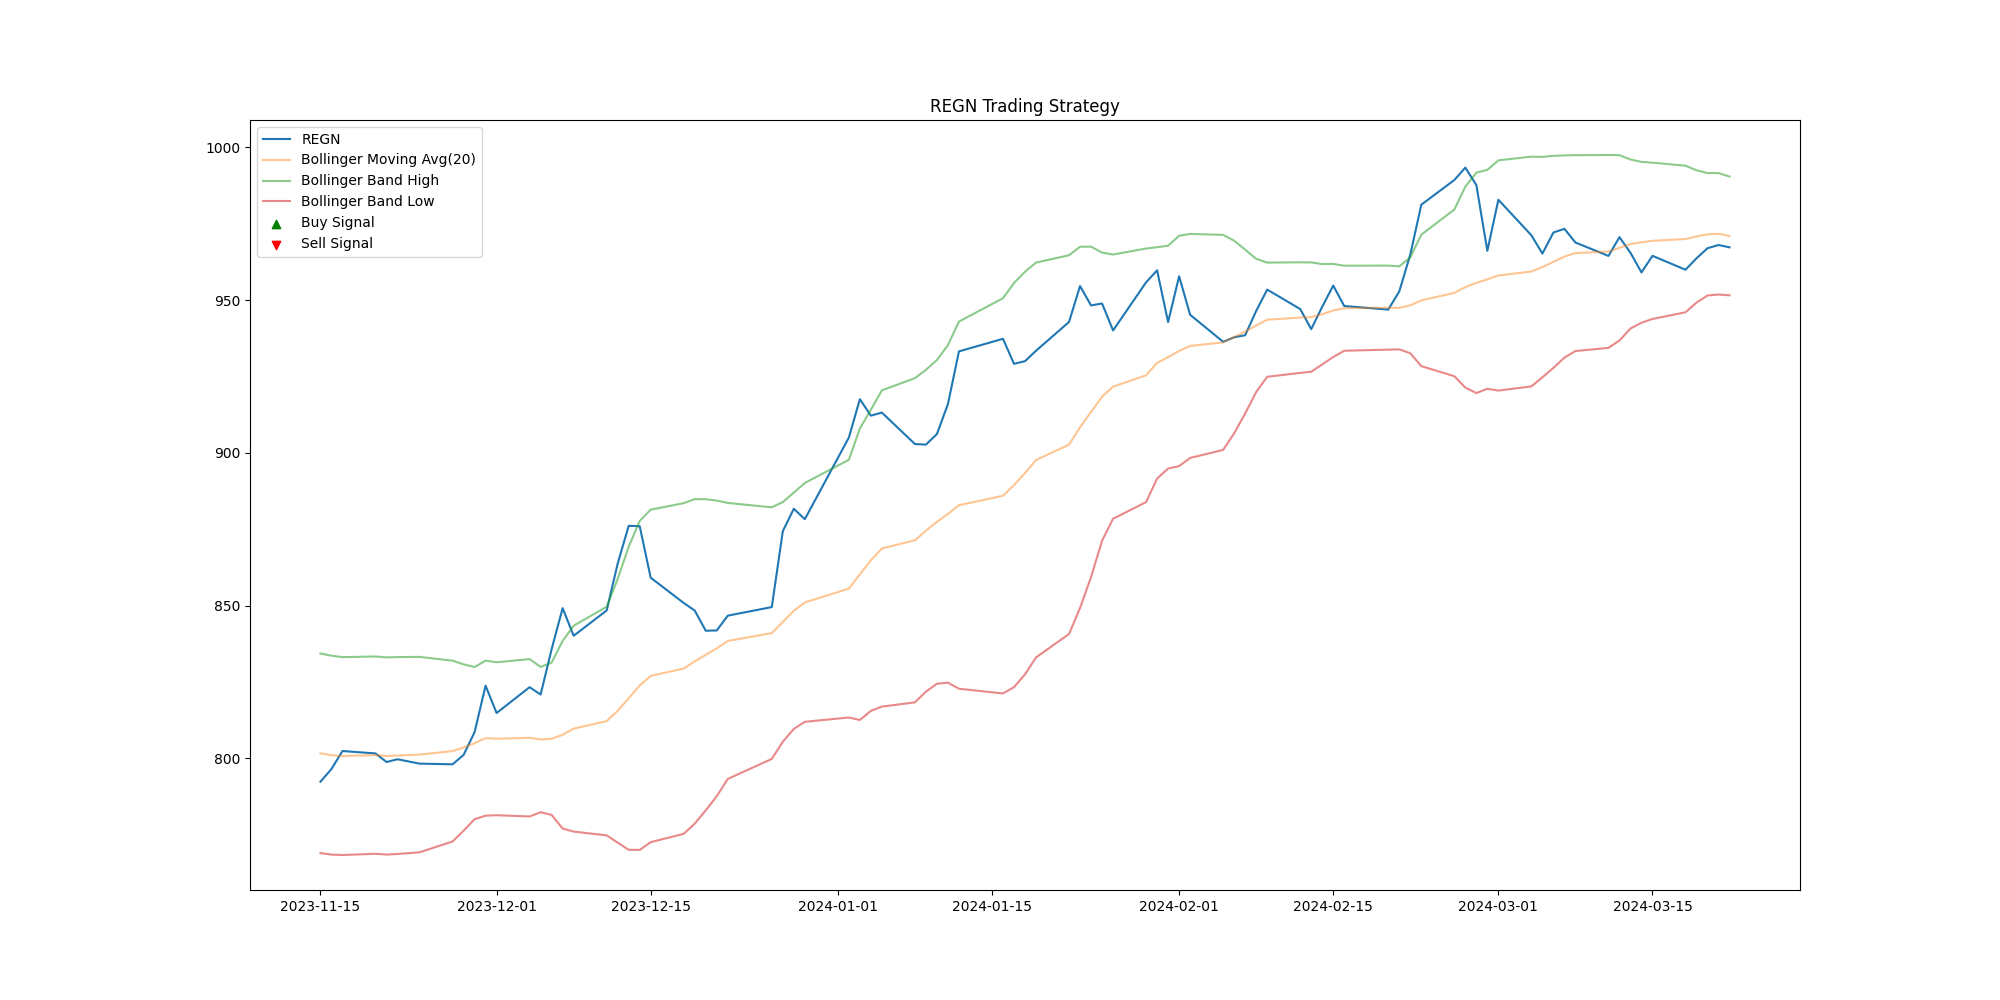 REGN Trading Strategy
REGN
Bollinger Moving Avg(20)
Bollinger Band High
Bollinger Band Low
Buy Signal
Sell Signal
1000
950
900
850
800
2023-11-15 2023-12-01 2023-12-15 2024-01-01 2024-01-15 2024-02-01 2024-02-15 2024-03-01 2024-03-15